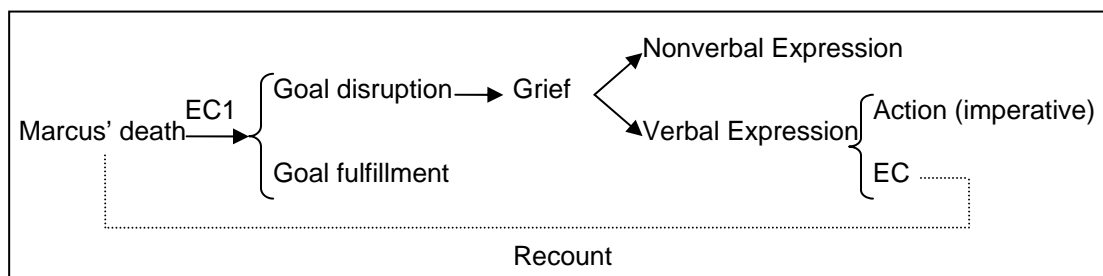 Nonverbal Expression
Goal disruption
Grief
EC1
Action (imperative)
Marcus’ death
Verbal Expression
Goal fulfillment
EC
Recount